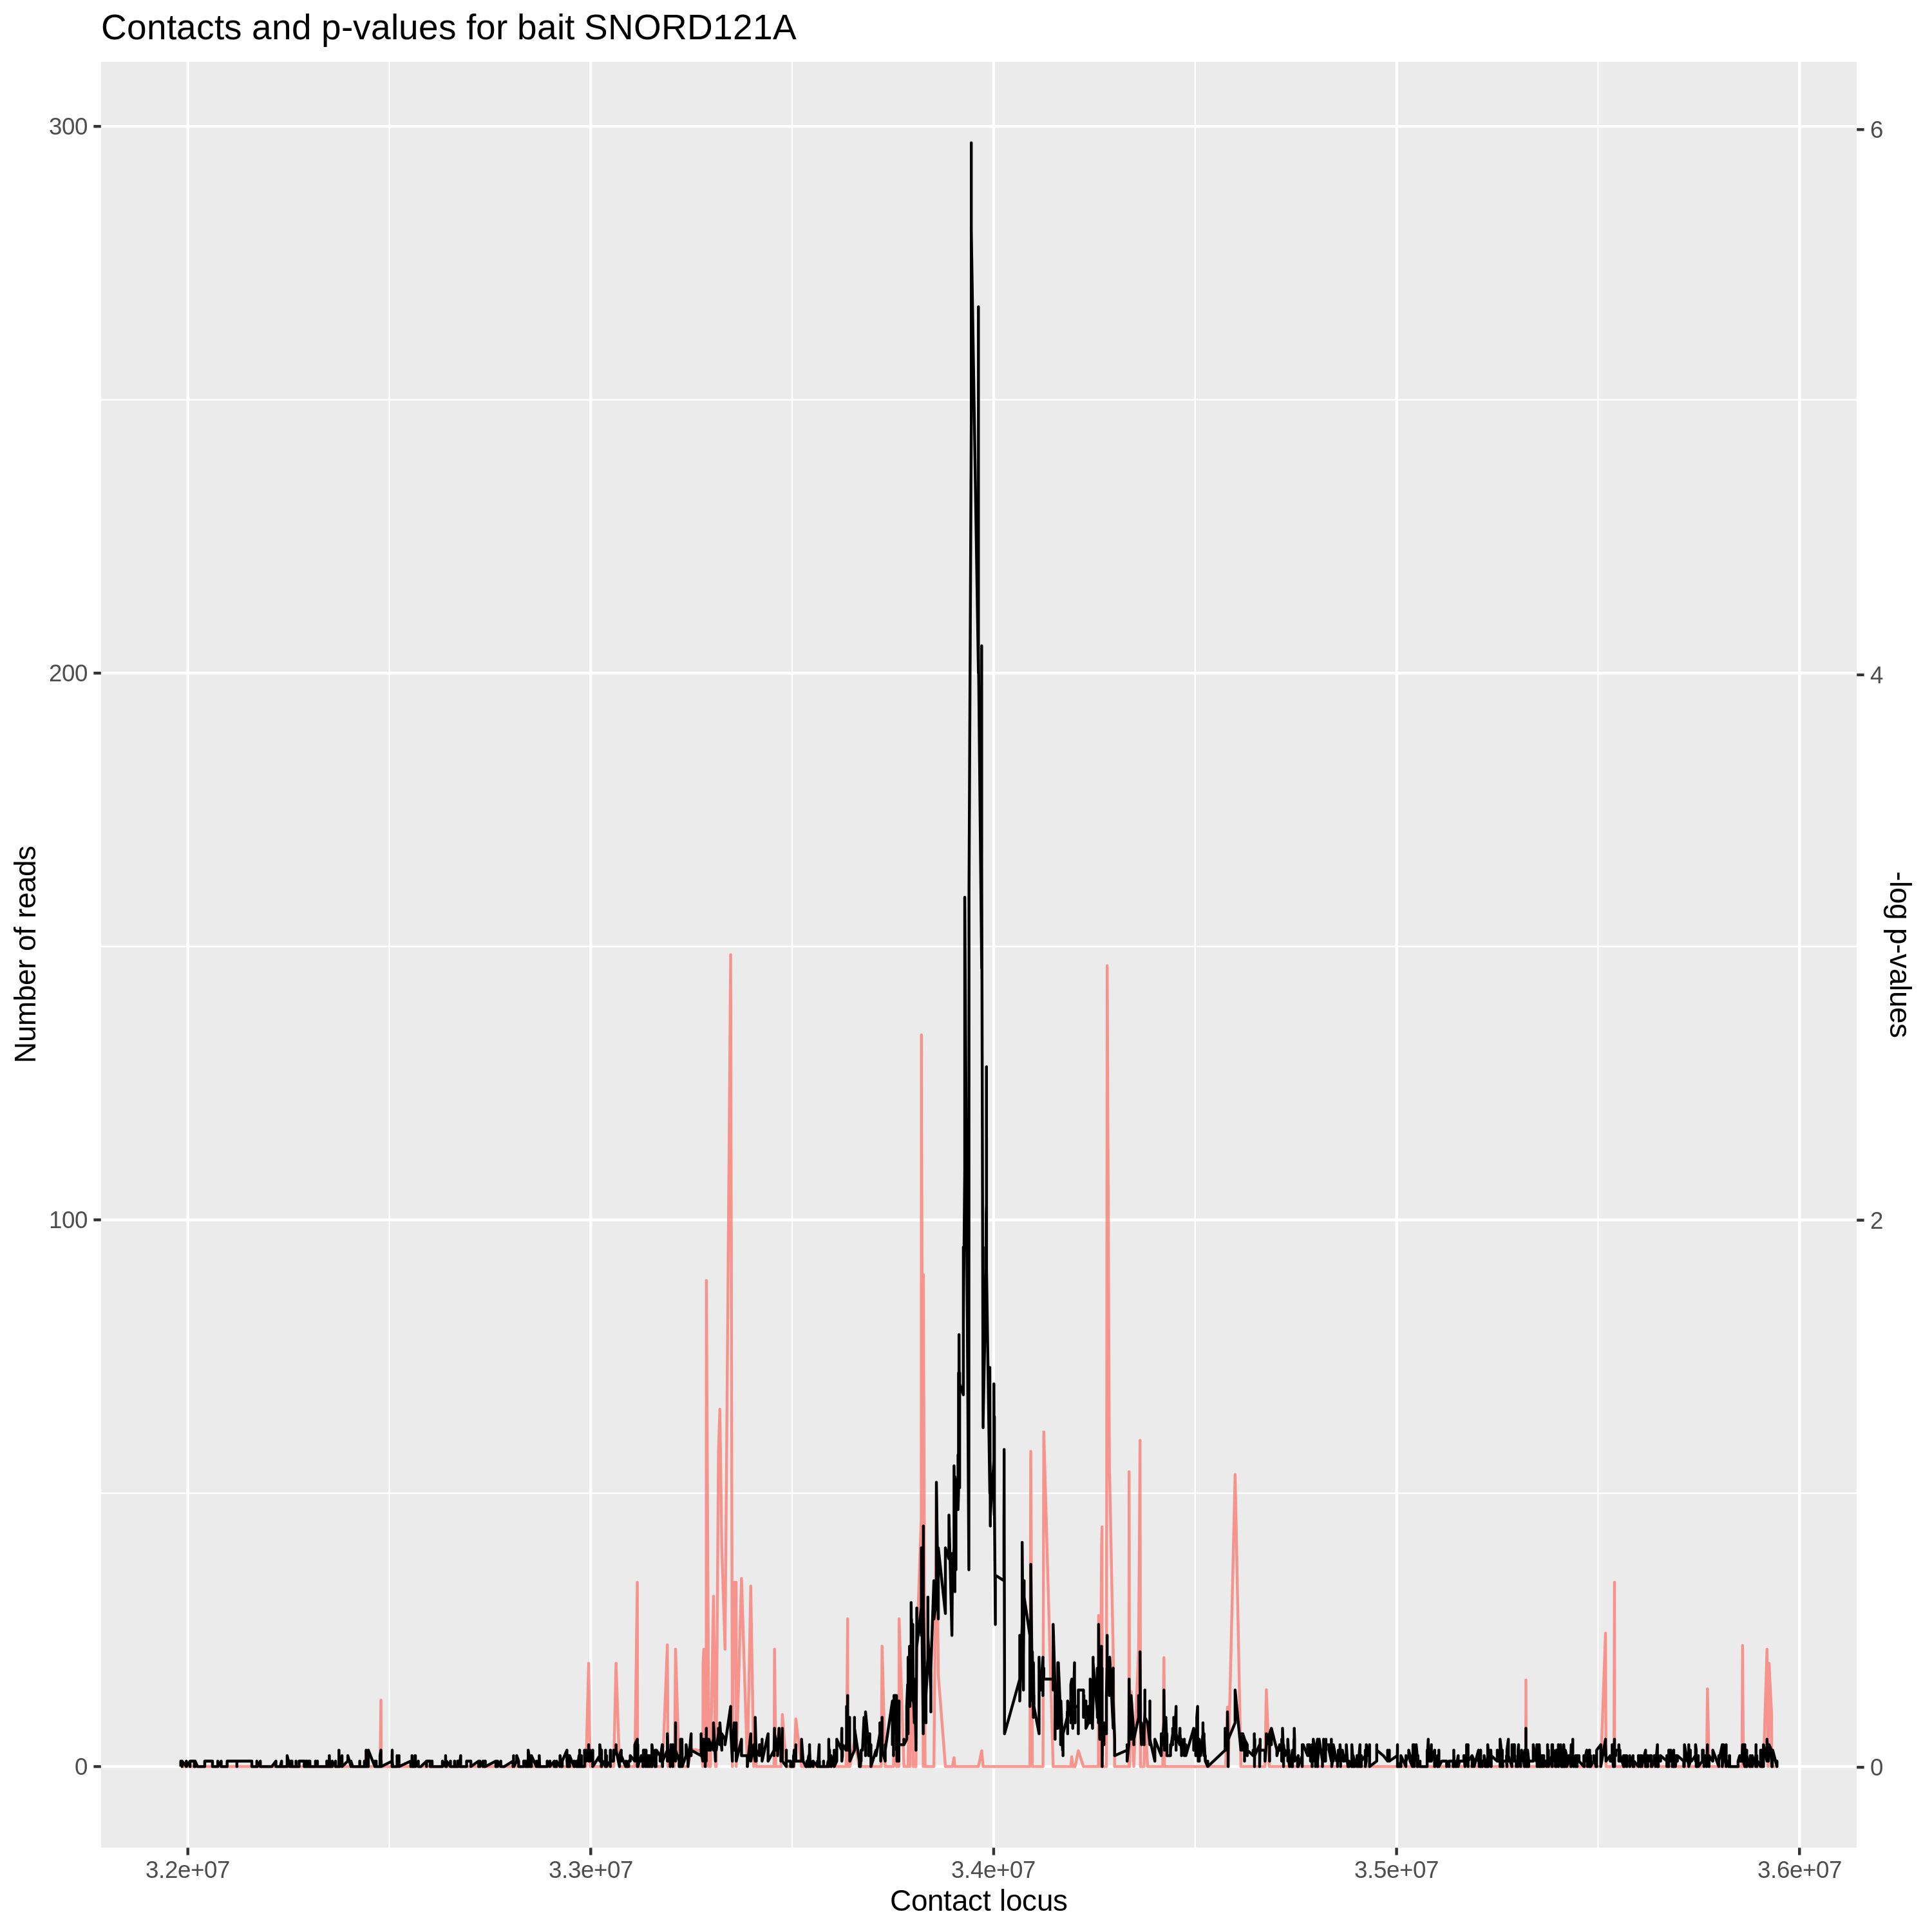 Contacts and p-values for bait SNORD121A
300
200
100
0
Number of reads
6
4
2
0
-log p-values
3.2e+07 3.3e+07 3.4e+07 3.5e+07 3.6e+07
Contact locus